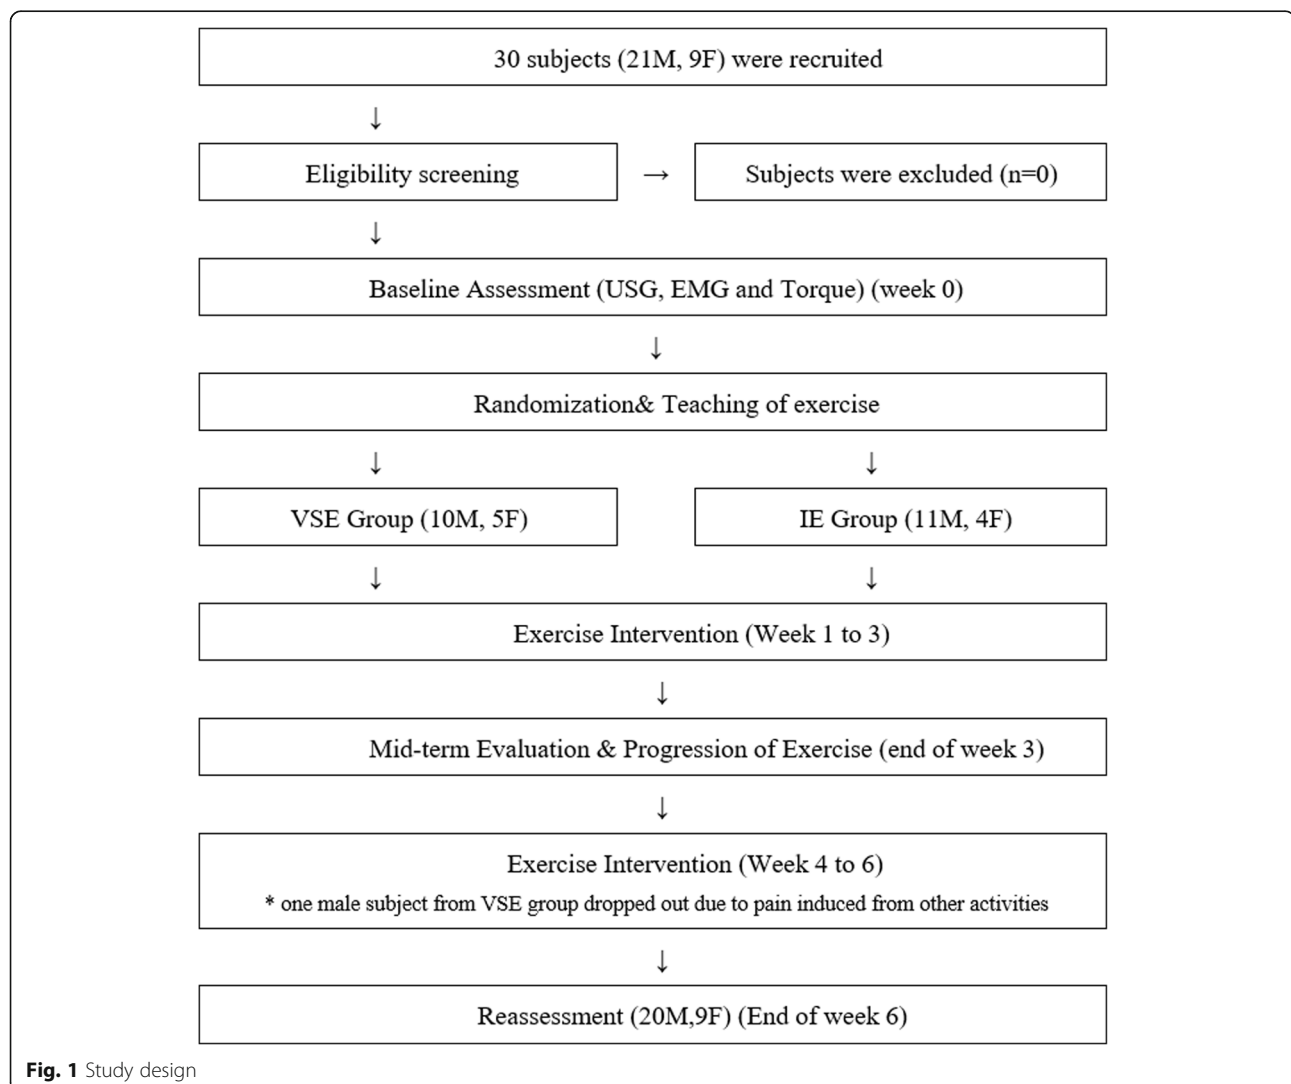 30 subjects (21M, 9F) were recruited
↓
Eligibility screening → Subjects were excluded (n=0)
↓
Baseline Assessment (USG, EMG and Torque) (week 0)
↓
Randomization& Teaching of exercise
↓ ↓
VSE Group (10M, 5F) IE Group (11M, 4F)
↓ ↓
Exercise Intervention (Week 1 to 3)
↓
Mid-term Evaluation & Progression of Exercise (end of week 3)
↓
Exercise Intervention (Week 4 to 6)
* one male subject from VSE group dropped out due to pain induced from other activities
↓
Reassessment (20M,9F) (End of week 6)
Fig. 1 Study design